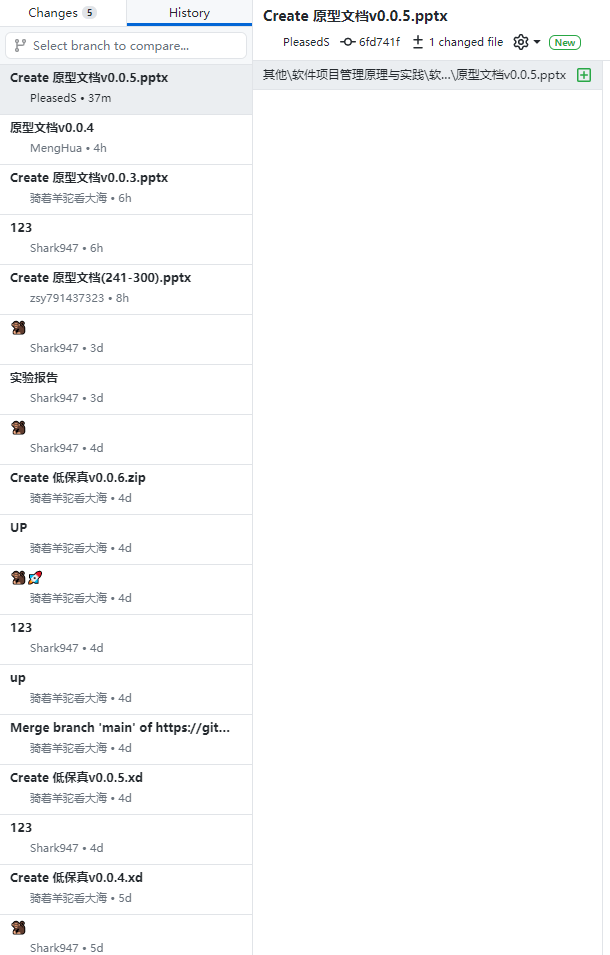 Changes 5
History
Select branch to compare...
Create 原型文档v0.0.5.pptx
PleasedS • 37m
原型文档v0.0.4
MengHua • 4h
Create 原型文档v0.0.3.pptx
骑着羊驼看大海 • 6h
123
Shark947 • 6h
Create 原型文档(241-300).pptx
zsy791437323 • 8h
🦧
Shark947 • 3d
实验报告
Shark947 • 3d
🦧
Shark947 • 4d
Create 低保真v0.0.6.zip
骑着羊驼看大海 • 4d
UP
骑着羊驼看大海 • 4d
🦧🚀
骑着羊驼看大海 • 4d
123
Shark947 • 4d
up
骑着羊驼看大海 • 4d
Merge branch 'main' of https://git...
骑着羊驼看大海 • 4d
Create 低保真v0.0.5.xd
骑着羊驼看大海 • 4d
123
Shark947 • 4d
Create 低保真v0.0.4.xd
骑着羊驼看大海 • 5d
🦧
Shark947 • 5d
Create 原型文档v0.0.5.pptx
PleasedS 6fd741f 1 changed file New
其他\软件项目管理原理与实践\软...\原型文档v0.0.5.pptx